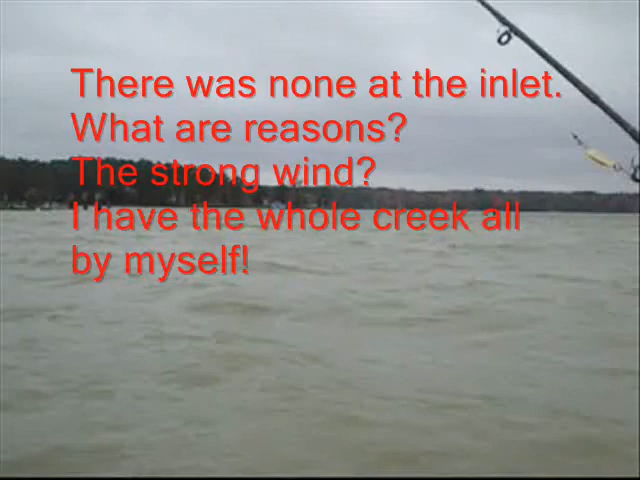 There was none at the inlet.
What are reasons?
The strong wind?
I have the whole creek all
by myself!